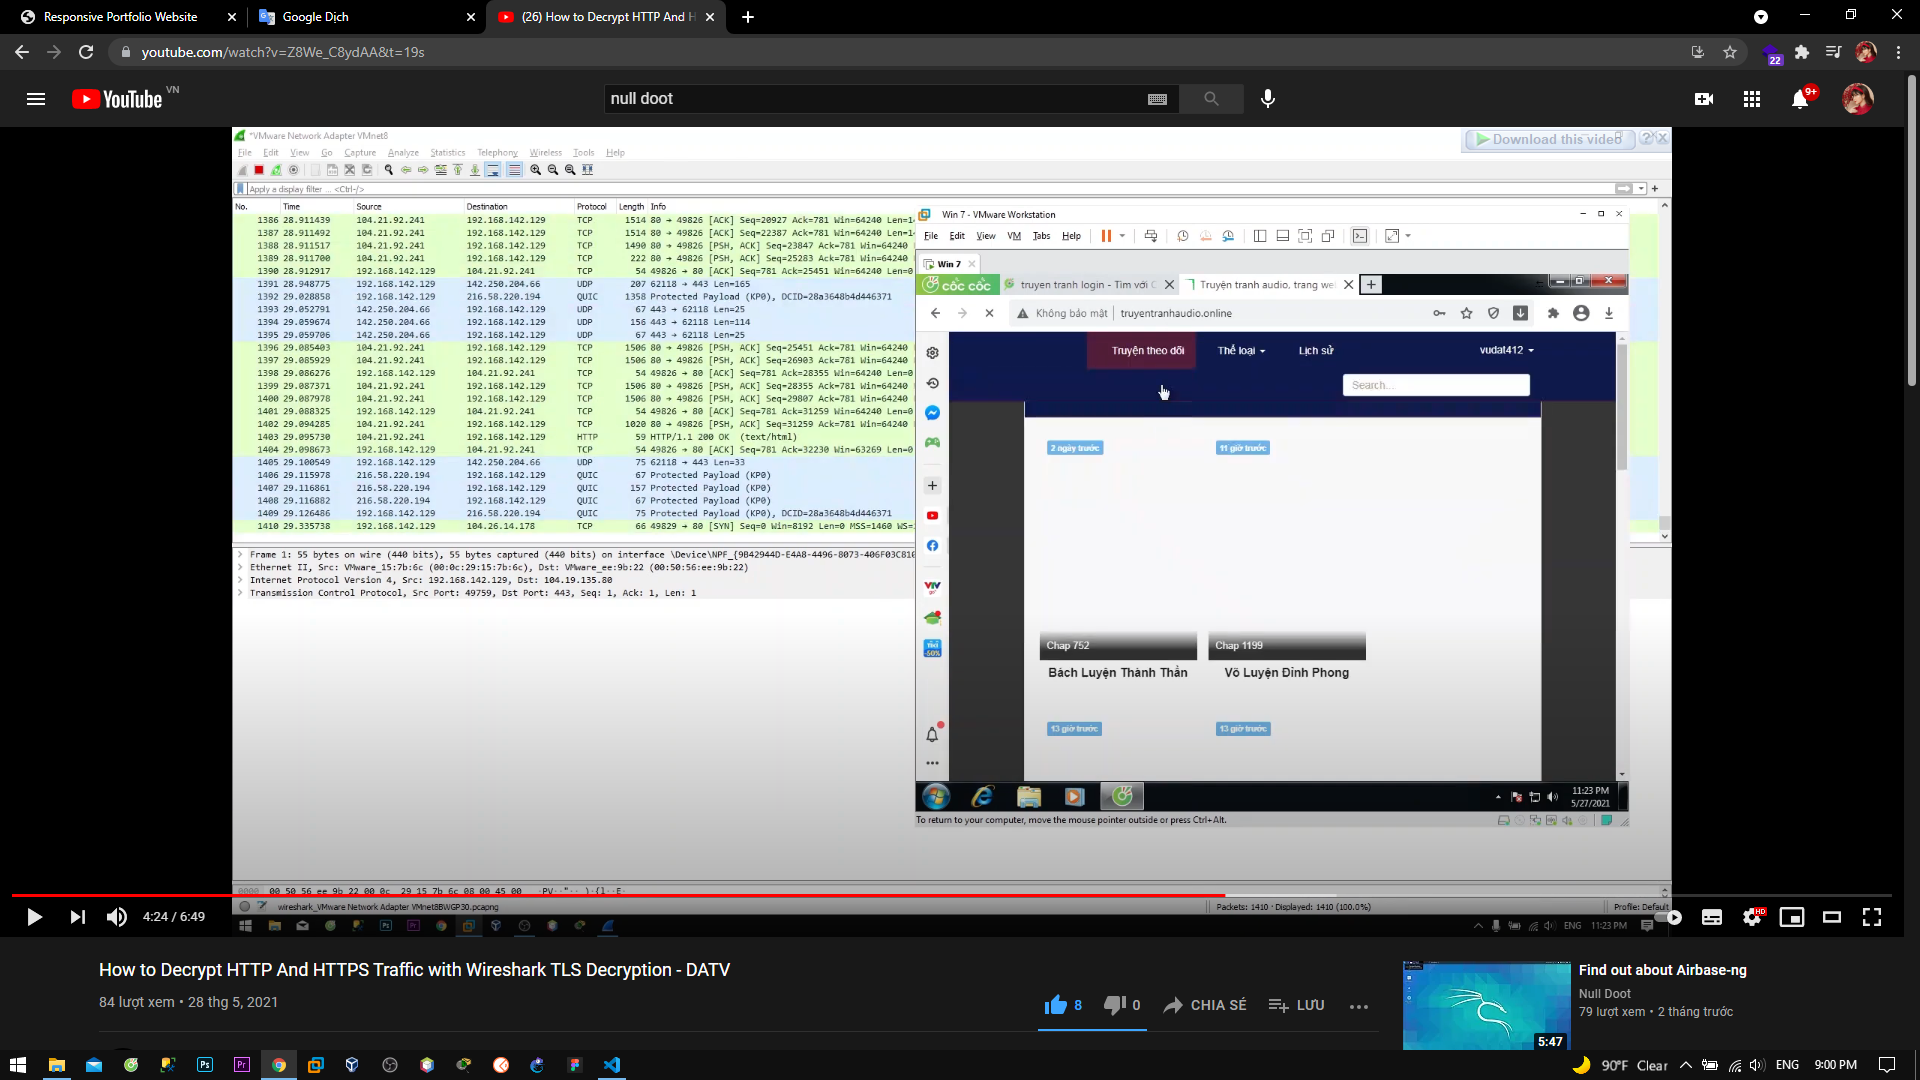 Responsive Portfolio Website
Google Dịch
(26) How to Decrypt HTTP And H
youtube.com/watch?v=Z8We_C8ydAA&t=19s
22
YouTube VN
null doot
9+
*VMware Network Adapter VMnet8
Download this video
File Edit View Go Capture Analyze Statistics Telephony Wireless Tools Help
Apply a display filter ... <Ctrl-/>
No. Time Source Destination Protocol Length Info
1386 28.911439 104.21.92.241 192.168.142.129 TCP 1514 80 → 49826 [ACK] Seq=20927 Ack=781 Win=64240 Len=1
1387 28.911492 104.21.92.241 192.168.142.129 TCP 1514 80 → 49826 [ACK] Seq=22387 Ack=781 Win=64240 Len=1
1388 28.911517 104.21.92.241 192.168.142.129 TCP 1490 80 → 49826 [PSH, ACK] Seq=23847 Ack=781 Win=64240
1389 28.911700 104.21.92.241 192.168.142.129 TCP 222 80 → 49826 [PSH, ACK] Seq=25283 Ack=781 Win=64240
1390 28.912917 192.168.142.129 104.21.92.241 TCP 54 49826 → 80 [ACK] Seq=781 Ack=25451 Win=64240 Len=0
1391 28.948775 192.168.142.129 142.250.204.66 UDP 207 62118 → 443 Len=165
1392 29.028858 192.168.142.129 216.58.220.194 QUIC 1358 Protected Payload (KP0), DCID=28a3648b4d446371
1393 29.052791 142.250.204.66 192.168.142.129 UDP 67 443 → 62118 Len=25
1394 29.059674 142.250.204.66 192.168.142.129 UDP 156 443 → 62118 Len=114
1395 29.059706 142.250.204.66 192.168.142.129 UDP 67 443 → 62118 Len=25
1396 29.085403 104.21.92.241 192.168.142.129 TCP 1506 80 → 49826 [PSH, ACK] Seq=25451 Ack=781 Win=64240
1397 29.085929 104.21.92.241 192.168.142.129 TCP 1506 80 → 49826 [PSH, ACK] Seq=26903 Ack=781 Win=64240
1398 29.086276 192.168.142.129 104.21.92.241 TCP 54 49826 → 80 [ACK] Seq=781 Ack=28355 Win=64240 Len=0
1399 29.087371 104.21.92.241 192.168.142.129 TCP 1506 80 → 49826 [PSH, ACK] Seq=28355 Ack=781 Win=64240
1400 29.087978 104.21.92.241 192.168.142.129 TCP 1506 80 → 49826 [PSH, ACK] Seq=29807 Ack=781 Win=64240
1401 29.088325 192.168.142.129 104.21.92.241 TCP 54 49826 → 80 [ACK] Seq=781 Ack=31259 Win=64240 Len=0
1402 29.094285 104.21.92.241 192.168.142.129 TCP 1020 80 → 49826 [PSH, ACK] Seq=31259 Ack=781 Win=64240
1403 29.095730 104.21.92.241 192.168.142.129 HTTP 59 HTTP/1.1 200 OK (text/html)
1404 29.098673 192.168.142.129 104.21.92.241 TCP 54 49826 → 80 [ACK] Seq=781 Ack=32230 Win=63269 Len=0
1405 29.100549 192.168.142.129 142.250.204.66 UDP 75 62118 → 443 Len=33
1406 29.115978 216.58.220.194 192.168.142.129 QUIC 67 Protected Payload (KP0)
1407 29.116861 216.58.220.194 192.168.142.129 QUIC 157 Protected Payload (KP0)
1408 29.116882 216.58.220.194 192.168.142.129 QUIC 67 Protected Payload (KP0)
1409 29.126486 192.168.142.129 216.58.220.194 QUIC 75 Protected Payload (KP0), DCID=28a3648b4d446371
1410 29.335738 192.168.142.129 104.26.14.178 TCP 66 49829 → 80 [SYN] Seq=0 Win=8192 Len=0 MSS=1460 WS=
Frame 1: 55 bytes on wire (440 bits), 55 bytes captured (440 bits) on interface \Device\NPF_{9B42944D-E4A8-4496-8073-406F03C81
Ethernet II, Src: VMware_15:7b:6c (00:0c:29:15:7b:6c), Dst: VMware_ee:9b:22 (00:50:56:ee:9b:22)
Internet Protocol Version 4, Src: 192.168.142.129, Dst: 104.19.135.80
Transmission Control Protocol, Src Port: 49759, Dst Port: 443, Seq: 1, Ack: 1, Len: 1
Win 7 - VMware Workstation
File Edit View VM Tabs Help
Win 7
cốc cốc
truyen tranh login - Tìm với C
Truyện tranh audio, trang we
Không bảo mật
truyentranhaudio.online
Truyện theo dõi
Thể loại
Lịch sử
vudat412
Search...
2 ngày trước
11 giờ trước
VTV go
TIKI -50%
Chap 752
Chap 1199
Bách Luyện Thành Thần
Võ Luyện Đỉnh Phong
13 giờ trước
13 giờ trước
11:23 PM
5/27/2021
To return to your computer, move the mouse pointer outside or press Ctrl+Alt.
0000 00 50 56 ee 9b 22 00 0c 29 15 7b 6c 08 00 45 00 ·PV··"·· )·{l··E·
wireshark_VMware Network Adapter VMnet8BWGP30.pcapng
Packets: 1410 · Displayed: 1410 (100.0%)
Profile: Default
4:24 / 6:49
HD
Ps
Pr
ENG 11:23 PM
How to Decrypt HTTP And HTTPS Traffic with Wireshark TLS Decryption - DATV
84 lượt xem • 28 thg 5, 2021
8
0
CHIA SẺ
LƯU
Find out about Airbase-ng
Null Doot
79 lượt xem • 2 tháng trước
5:47
Ps
Pr
90°F Clear
ENG
9:00 PM